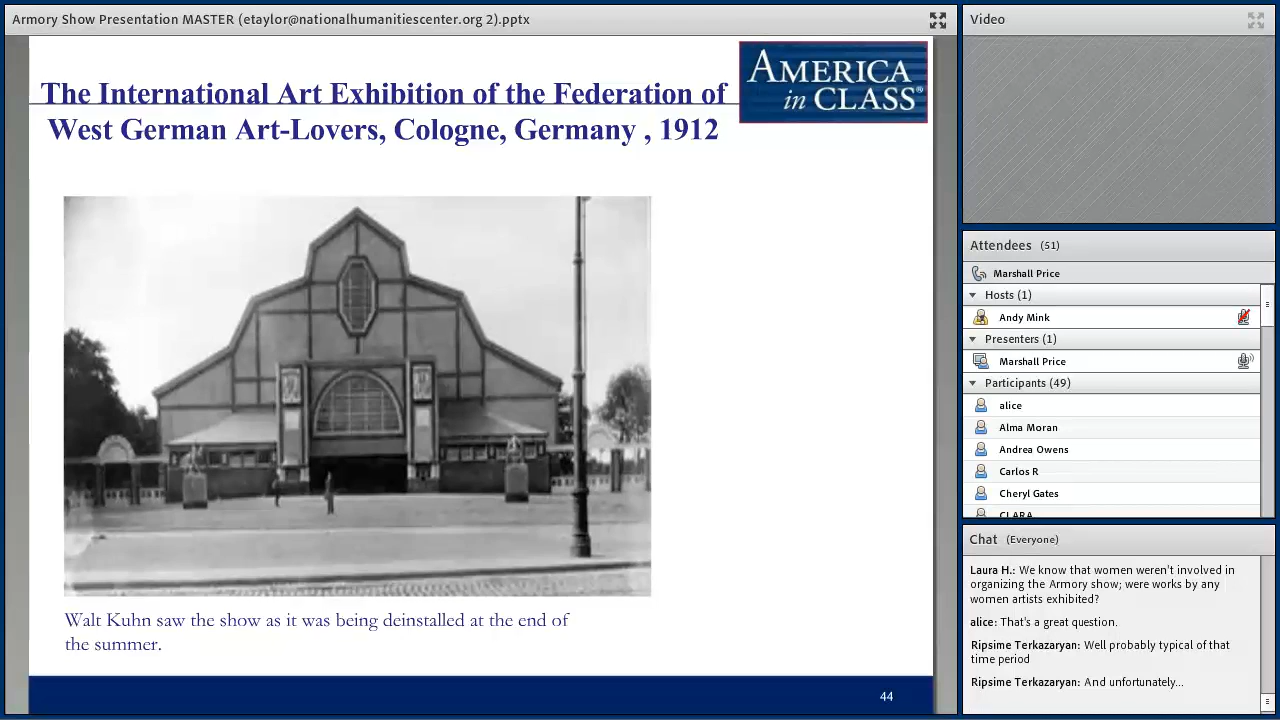 Armory Show Presentation MASTER (etaylor@nationalhumanitiescenter.org 2).pptx
The International Art Exhibition of the Federation of
West German Art-Lovers, Cologne, Germany , 1912
AMERICA
in CLASS®
Walt Kuhn saw the show as it was being deinstalled at the end of
the summer.
44
Video
Attendees (51)
Marshall Price
Hosts (1)
Andy Mink
Presenters (1)
Marshall Price
Participants (49)
alice
Alma Moran
Andrea Owens
Carlos R
Cheryl Gates
CLARA
Chat (Everyone)
Laura H.: We know that women weren't involved in
organizing the Armory show; were works by any
women artists exhibited?
alice: That's a great question.
Ripsime Terkazaryan: Well probably typical of that
time period
Ripsime Terkazaryan: And unfortunately...